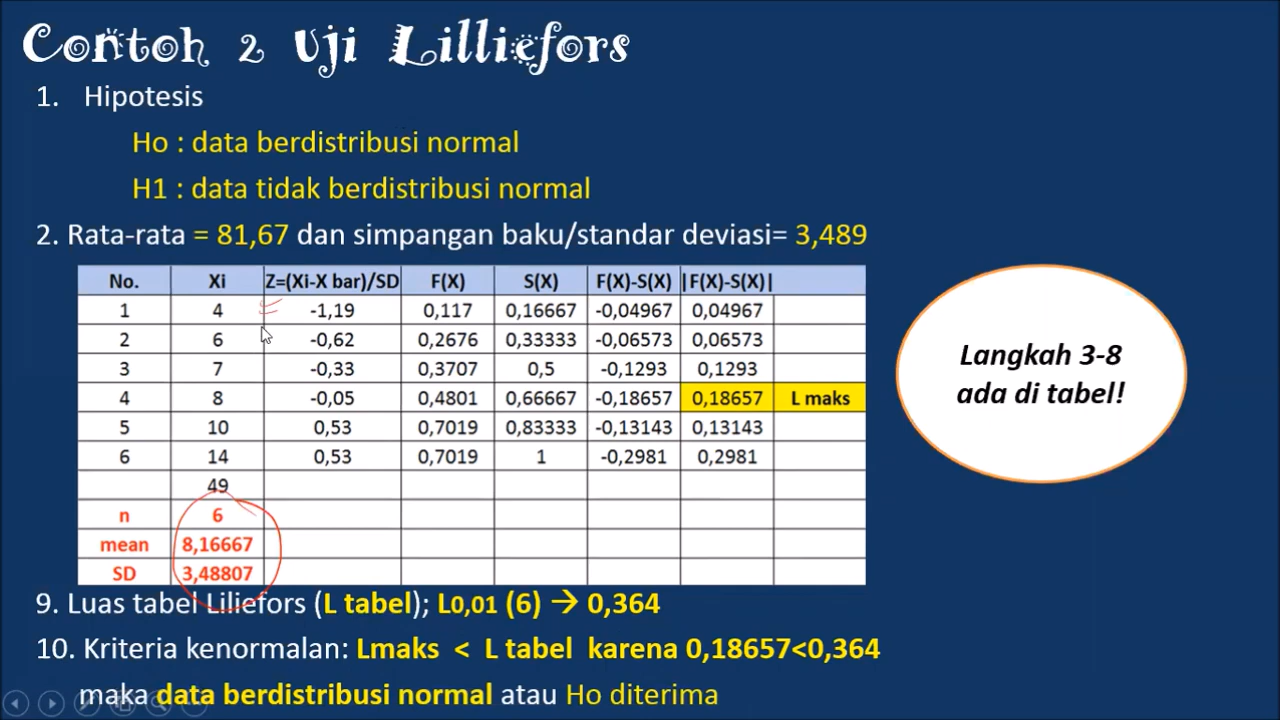 Contoh 2 Uji Lilliefors
1. Hipotesis
Ho : data berdistribusi normal
H1 : data tidak berdistribusi normal
2. Rata-rata = 81,67 dan simpangan baku/standar deviasi= 3,489
No. Xi Z=(Xi-X bar)/SD F(X) S(X) F(X)-S(X) |F(X)-S(X)|
1 4 -1,19 0,117 0,16667 -0,04967 0,04967
2 6 -0,62 0,2676 0,33333 -0,06573 0,06573
3 7 -0,33 0,3707 0,5 -0,1293 0,1293
4 8 -0,05 0,4801 0,66667 -0,18657 0,18657 L maks
5 10 0,53 0,7019 0,83333 -0,13143 0,13143
6 14 0,53 0,7019 1 -0,2981 0,2981
49
n 6
mean 8,16667
SD 3,48807
Langkah 3-8
ada di tabel!
9. Luas tabel Liliefors (L tabel); L0,01 (6) → 0,364
10. Kriteria kenormalan: Lmaks < L tabel karena 0,18657<0,364
maka data berdistribusi normal atau Ho diterima